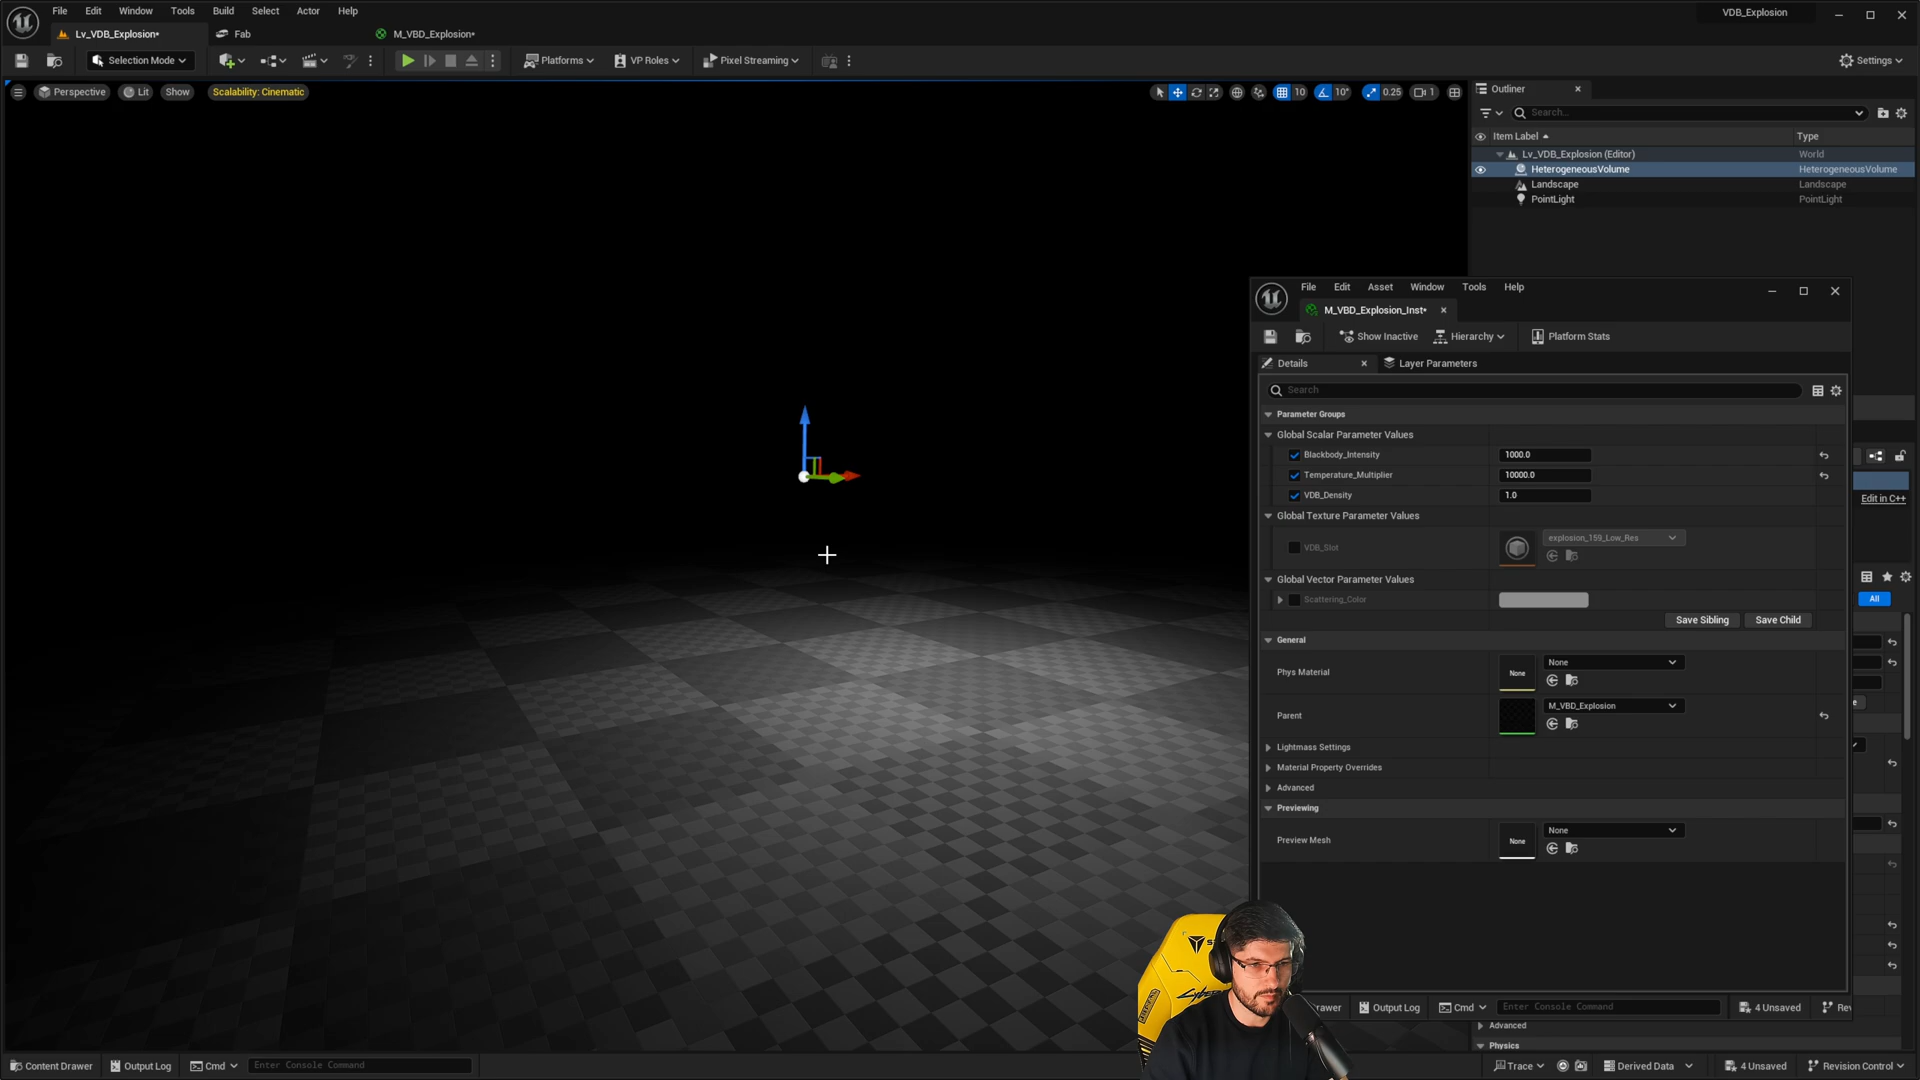 File Edit Window Tools Build Select Actor Help
VDB_Explosion
Lv_VDB_Explosion*
Fab
M_VBD_Explosion*
Selection Mode
Platforms
VP Roles
Pixel Streaming
Settings
Perspective
Lit
Show
Scalability: Cinematic
10
10°
0.25
1
Outliner
Search...
Item Label
Type
Lv_VDB_Explosion (Editor)
World
HeterogeneousVolume
HeterogeneousVolume
Landscape
Landscape
PointLight
PointLight
File Edit Asset Window Tools Help
M_VBD_Explosion_Inst*
Show Inactive
Hierarchy
Platform Stats
Details
Layer Parameters
Search
Parameter Groups
Global Scalar Parameter Values
Blackbody_Intensity
1000.0
Temperature_Multiplier
10000.0
VDB_Density
1.0
Edit in C++
Global Texture Parameter Values
VDB_Slot
explosion_159_Low_Res
Global Vector Parameter Values
Scattering_Color
All
Save Sibling
Save Child
General
Phys Material
None
None
Parent
M_VBD_Explosion
Lightmass Settings
Material Property Overrides
Advanced
Previewing
Preview Mesh
None
None
rawer
Output Log
Cmd
Enter Console Command
4 Unsaved
Rev
Advanced
Physics
Content Drawer
Output Log
Cmd
Enter Console Command
Trace
Derived Data
4 Unsaved
Revision Control